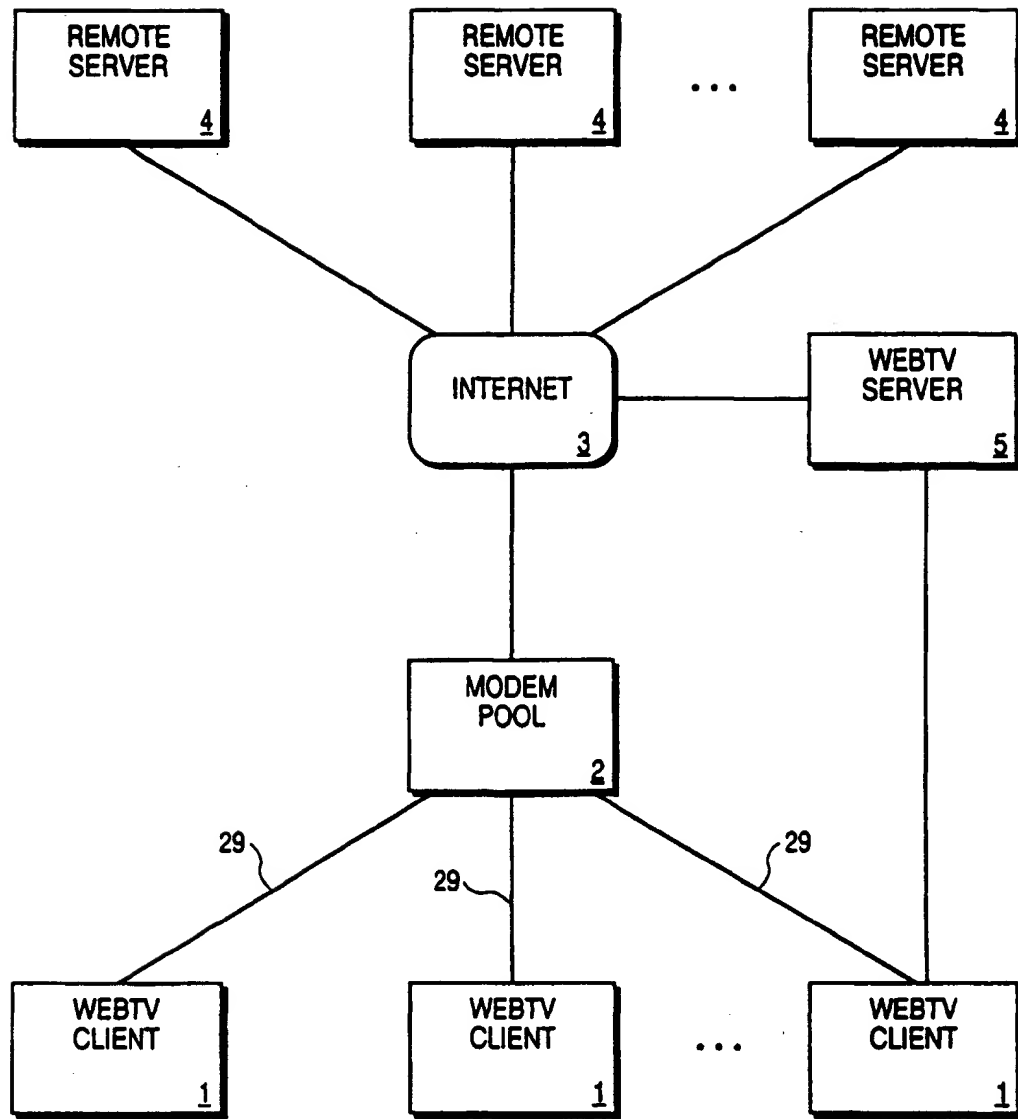 REMOTE
SERVER
4
REMOTE
SERVER
4
...
REMOTE
SERVER
4
INTERNET
3
WEBTV
SERVER
5
MODEM
POOL
2
29
29
29
WEBTV
CLIENT
1
WEBTV
CLIENT
1
...
WEBTV
CLIENT
1